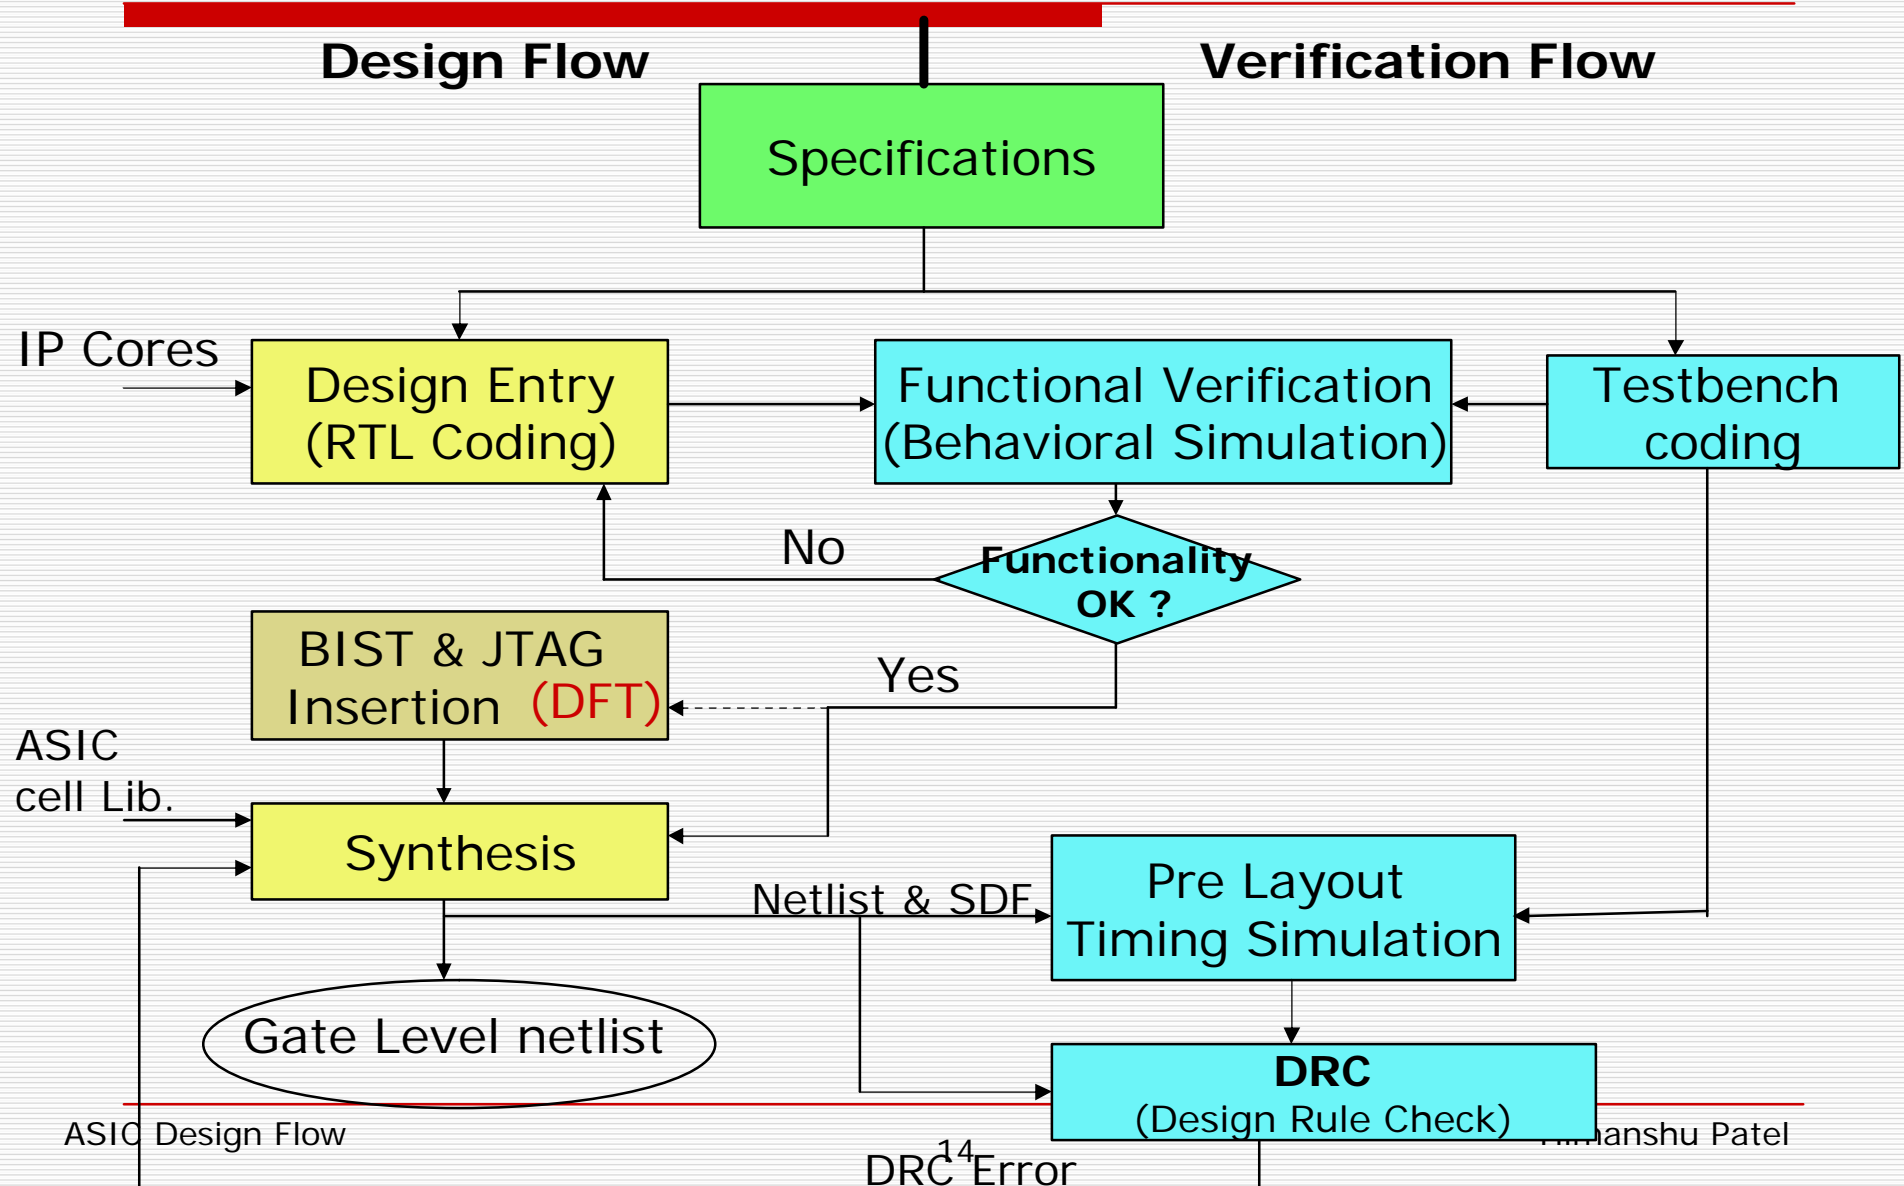 Design Flow
Verification Flow
Specifications
IP Cores
Design Entry
(RTL Coding)
Functional Verification
(Behavioral Simulation)
Testbench
coding
No
Functionality
OK ?
BIST & JTAG
Insertion (DFT)
Yes
ASIC
cell Lib.
Synthesis
Netlist & SDF
Pre Layout
Timing Simulation
Gate Level netlist
DRC
(Design Rule Check)
ASIC Design Flow
14
Himanshu Patel
DRC Error